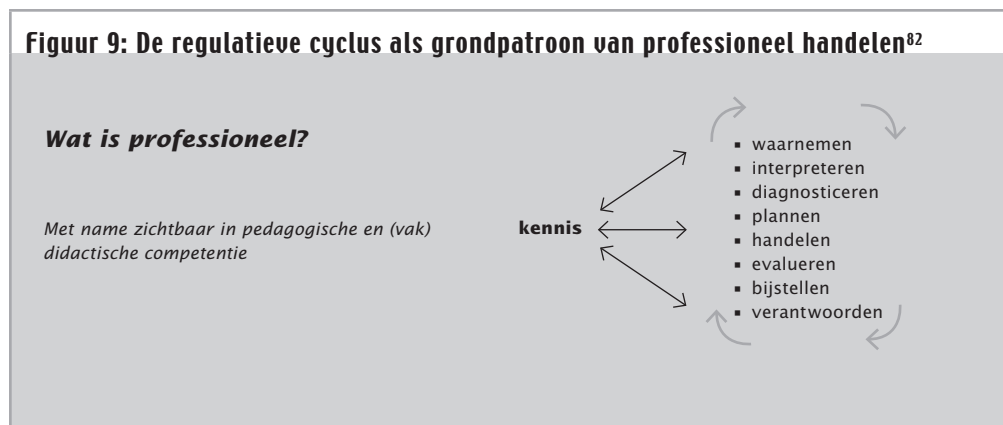 Figuur 9: De regulatieve cyclus als grondpatroon van professioneel handelen82
Wat is professioneel?
Met name zichtbaar in pedagogische en (vak)
didactische competentie
kennis
▪ waarnemen
▪ interpreteren
▪ diagnosticeren
▪ plannen
▪ handelen
▪ evalueren
▪ bijstellen
▪ verantwoorden